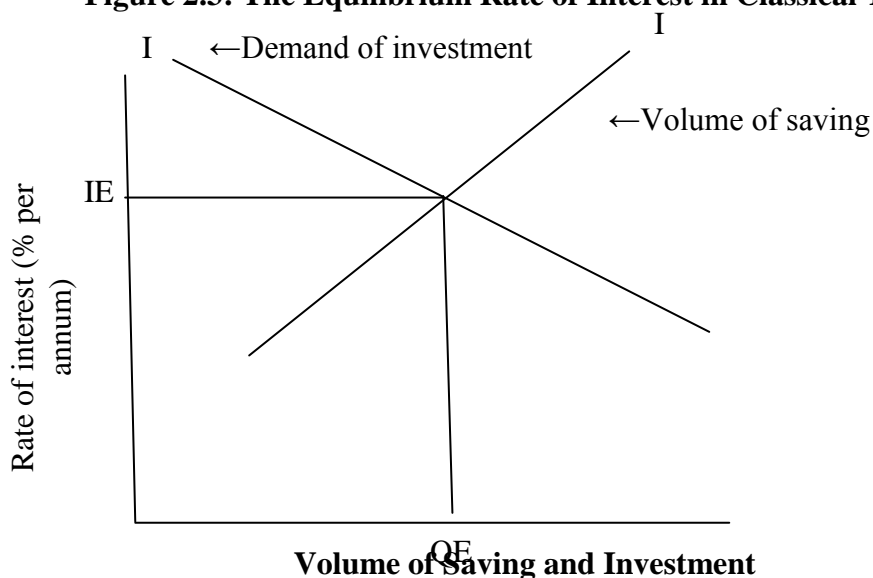 Figure 2.3: The Equilibrium Rate of Interest in Classical
I
I
←Demand of investment
←Volume of saving
IE
Rate of interest (% per
annum)
QE
Volume of Saving and Investment